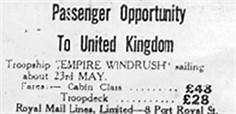 Passenger Opportunity
To United Kingdom
Troopship "EMPIRE WINDRUSH" sailing
about 23rd MAY.
Fares:— Cabin Class ...... £48
Troopdeck ...... £28
Royal Mail Lines, Limited—8 Port Royal St.